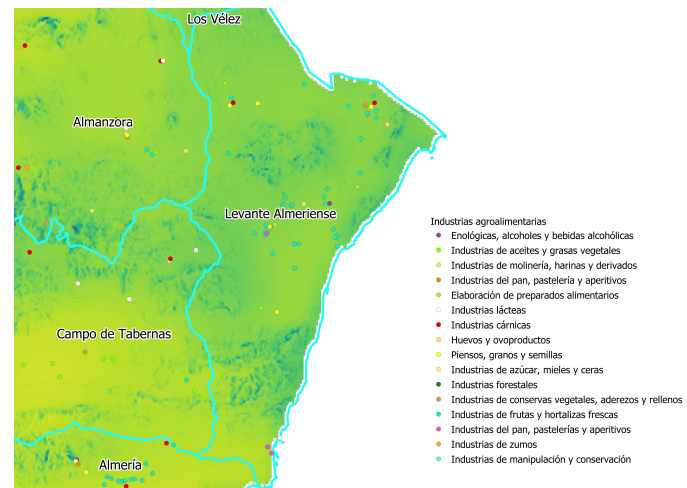 Los Vélez
Almanzora
Levante Almeriense
Campo de Tabernas
Almería
Industrias agroalimentarias
Enológicas, alcoholes y bebidas alcohólicas
Industrias de aceites y grasas vegetales
Industrias de molinería, harinas y derivados
Industrias del pan, pastelería y aperitivos
Elaboración de preparados alimentarios
Industrias lácteas
Industrias cárnicas
Huevos y ovoproductos
Piensos, granos y semillas
Industrias de azúcar, mieles y ceras
Industrias forestales
Industrias de conservas vegetales, aderezos y rellenos
Industrias de frutas y hortalizas frescas
Industrias del pan, pastelerías y aperitivos
Industrias de zumos
Industrias de manipulación y conservación